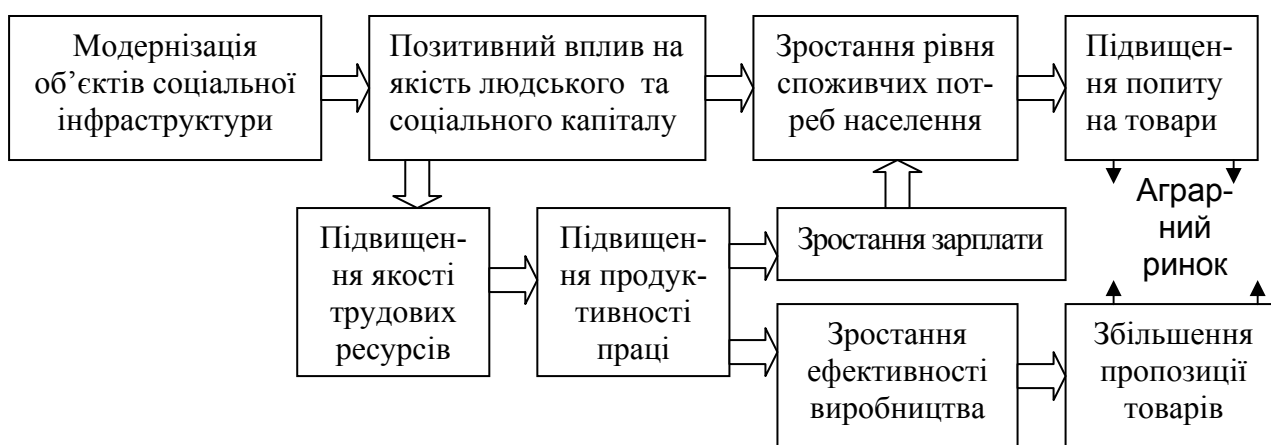 Модернізація
об’єктів соціальної
інфраструктури
Позитивний вплив на
якість людського та
соціального капіталу
Зростання рівня
споживчих пот-
реб населення
Підвищен-
ня попиту
на товари
Аграр-
ний
ринок
Підвищен-
ня якості
трудових
ресурсів
Підвищен-
ня продук-
тивності
праці
Зростання зарплати
Зростання
ефективності
виробництва
Збільшення
пропозиції
товарів